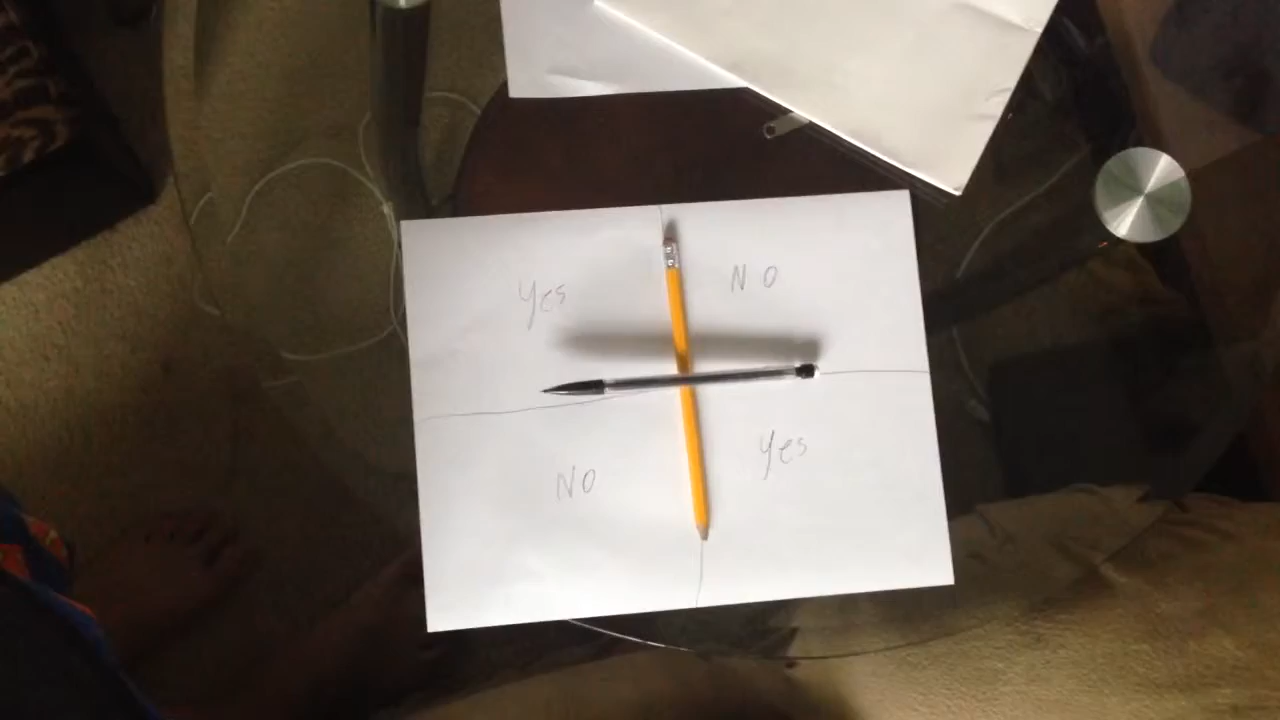 Yes NO
NO Yes